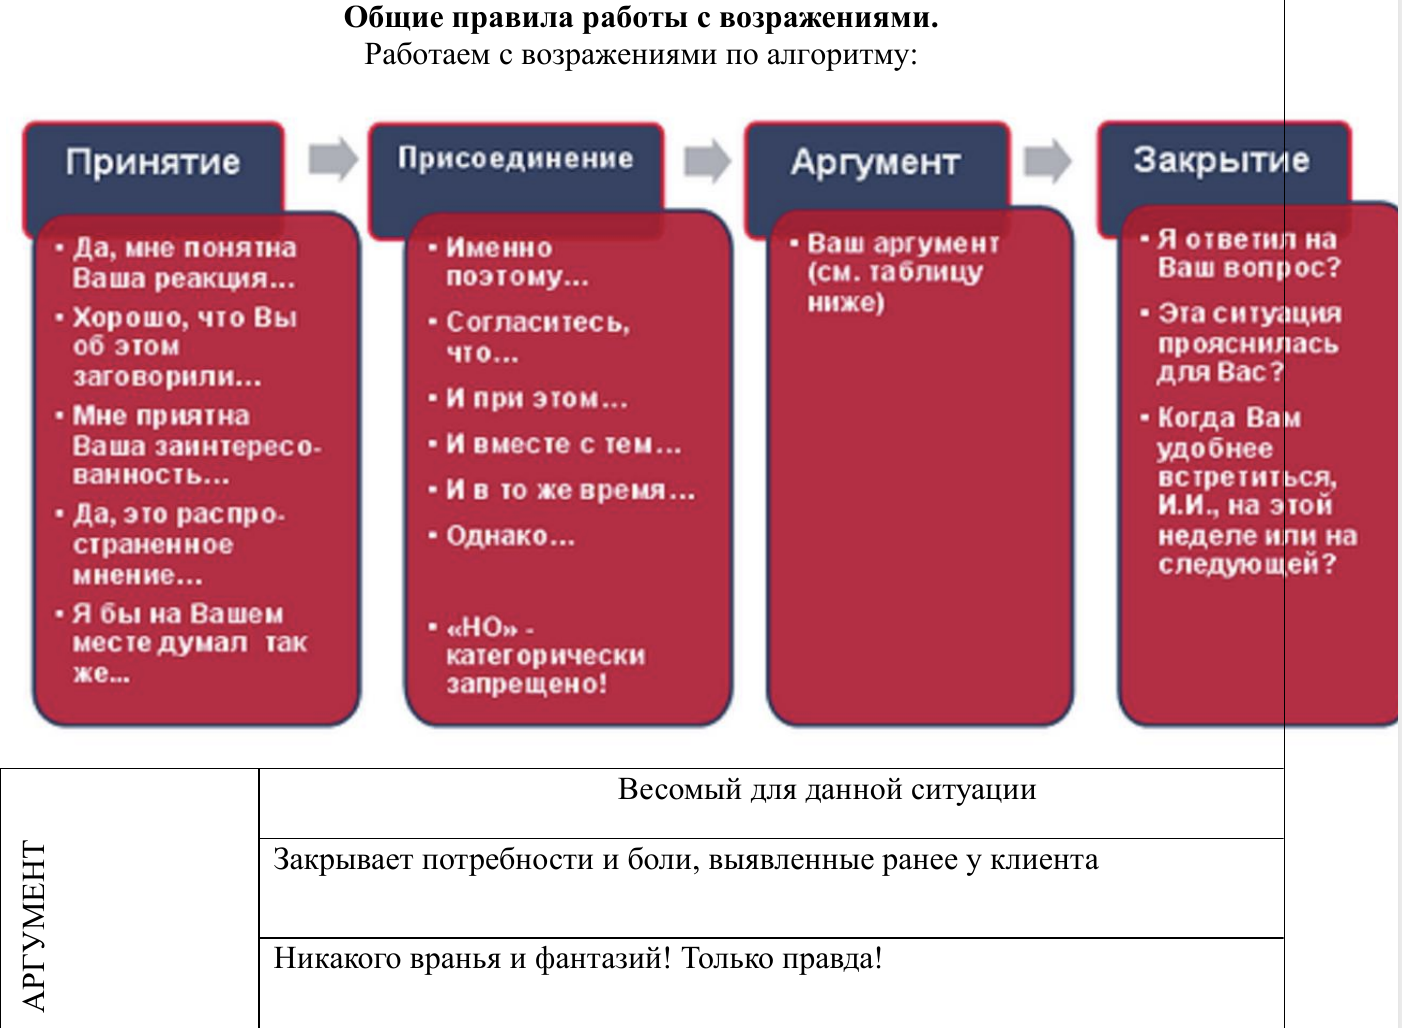 Общие правила работы с возражениями.
Работаем с возражениями по алгоритму:
Принятие
▪ Да, мне понятна
Ваша реакция...
▪ Хорошо, что Вы
об этом
заговорили...
▪ Мне приятна
Ваша заинтересо-
ванность...
▪ Да, это распро-
страненное
мнение...
▪ Я бы на Вашем
месте думал так
же...
Присоединение
▪ Именно
поэтому...
▪ Согласитесь,
что...
▪ И при этом...
▪ И вместе с тем...
▪ И в то же время...
▪ Однако...
▪ «НО» -
категорически
запрещено!
Аргумент
▪ Ваш аргумент
(см. таблицу
ниже)
Закрытие
▪ Я ответил на
Ваш вопрос?
▪ Эта ситуация
прояснилась
для Вас?
▪ Когда Вам
удобнее
встретиться,
И.И., на этой
неделе или на
следующей?
АРГУМЕНТ
Весомый для данной ситуации
Закрывает потребности и боли, выявленные ранее у клиента
Никакого вранья и фантазий! Только правда!